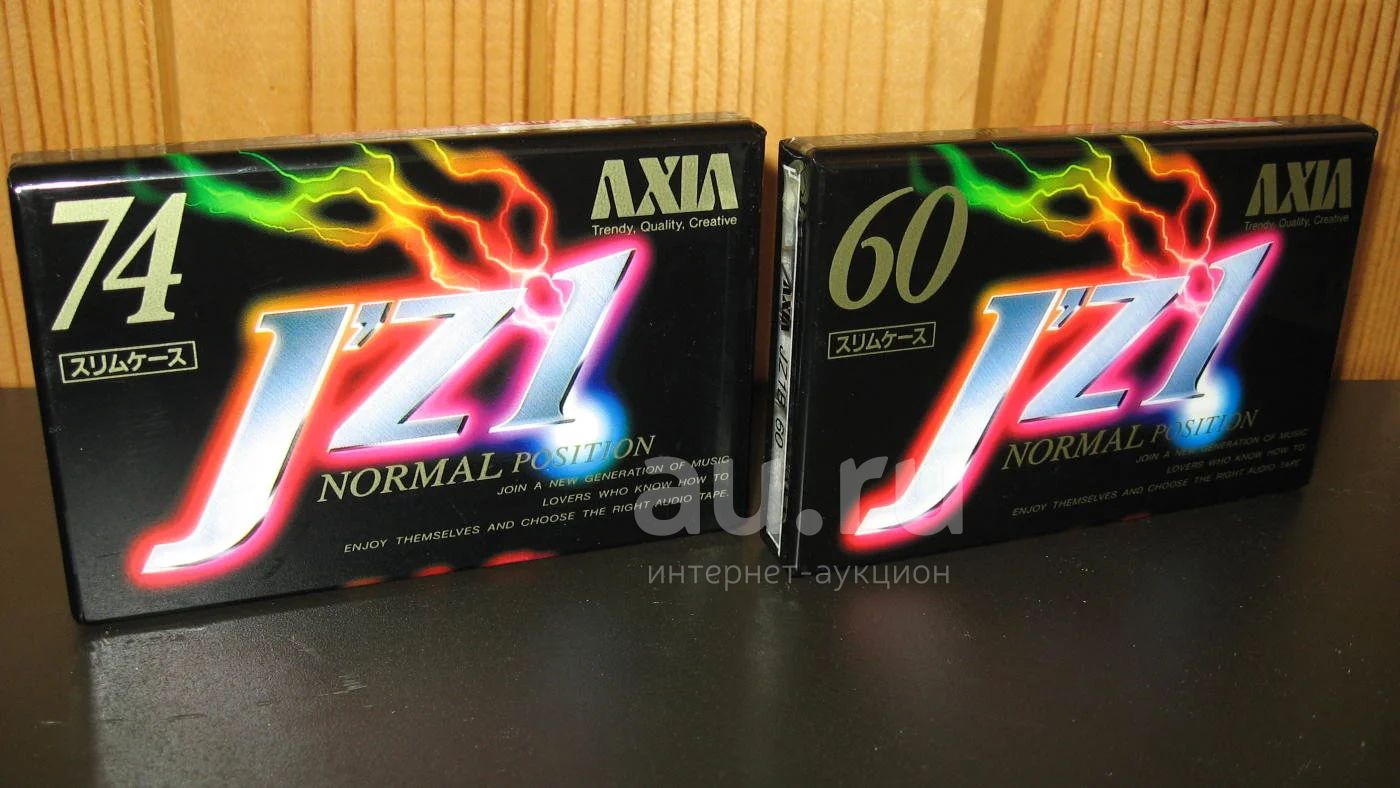 74
スリムケース
AXIA
Trendy, Quality, Creative
J'Z1
NORMAL POSITION
JOIN A NEW GENERATION OF MUSIC
LOVERS WHO KNOW HOW TO
ENJOY THEMSELVES AND CHOOSE THE RIGHT AUDIO TAPE.
AXIA J'Z1B 60
60
スリムケース
AXIA
Trendy, Quality, Creative
J'Z1
NORMAL POSITION
JOIN A NEW GENERATION OF MUSIC
LOVERS WHO KNOW HOW TO
ENJOY THEMSELVES AND CHOOSE THE RIGHT AUDIO TAPE.
au.ru
интернет-аукцион